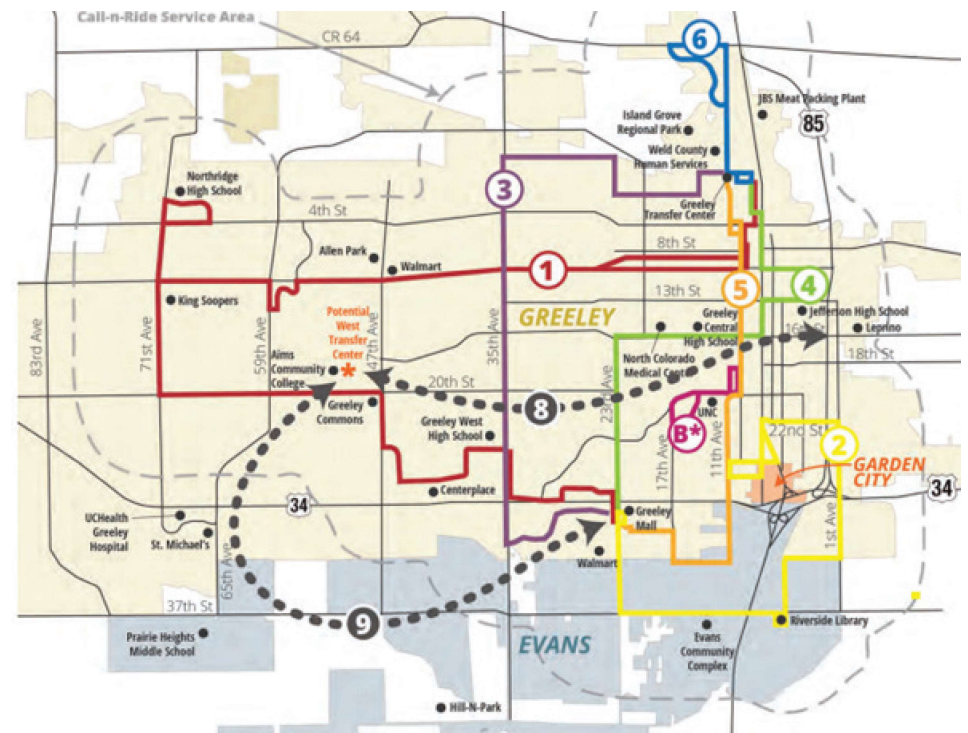 Call-n-Ride Service Area
CR 64
6
JBS Meat Packing Plant
Island Grove
Regional Park
85
Weld County
Human Services
Northridge
High School
3
Greeley
Transfer Center
4th St
8th St
Allen Park
Walmart
1
5
4
13th St
King Soopers
GREELEY
Potential
West
Transfer
Center
*
Greeley
Central
High School
Jefferson High School
16th St
Leprino
83rd Ave
71st Ave
59th Ave
47th Ave
35th Ave
North Colorado
Medical Cent
18th St
Aims
Community
College
20th St
8
23rd Ave
Greeley
Commons
UNC
Greeley West
High School
B*
17th Ave
11th Ave
22nd St
2
GARDEN
CITY
Centerplace
34
34
UCHealth
Greeley
Hospital
St. Michael's
Greeley
Mall
1st Ave
Walmart
65th Ave
37th St
9
Riverside Library
Prairie Heights
Middle School
EVANS
Evans
Community
Complex
Hill-N-Park